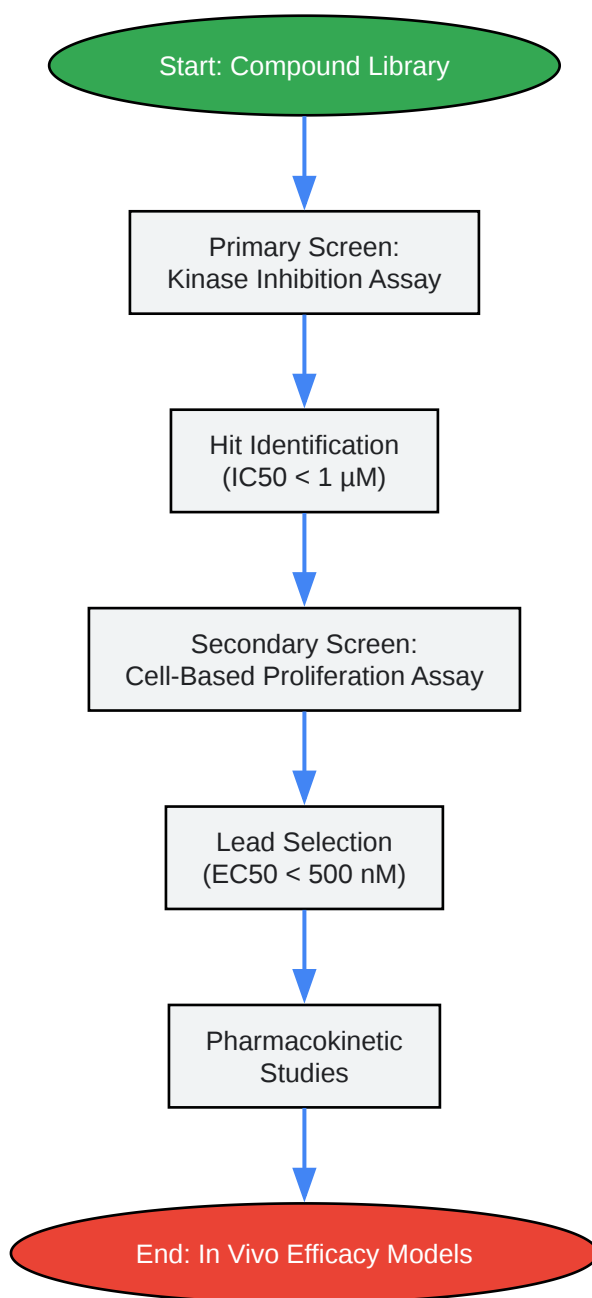 Start: Compound Library
Primary Screen:
Kinase Inhibition Assay
Hit Identification
(IC50 < 1 µM)
Secondary Screen:
Cell-Based Proliferation Assay
Lead Selection
(EC50 < 500 nM)
Pharmacokinetic
Studies
End: In Vivo Efficacy Models